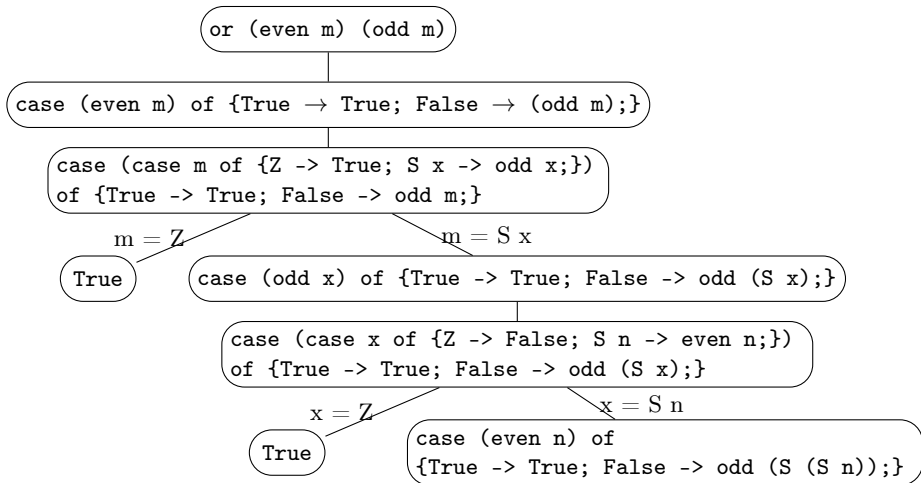 or (even m) (odd m)
case (even m) of {True → True; False → (odd m);}
case (case m of {Z -> True; S x -> odd x;})
of {True -> True; False -> odd m;}
m = Z
m = S x
True
case (odd x) of {True -> True; False -> odd (S x);}
case (case x of {Z -> False; S n -> even n;})
of {True -> True; False -> odd (S x);}
x = Z
x = S n
True
case (even n) of
{True -> True; False -> odd (S (S n));}